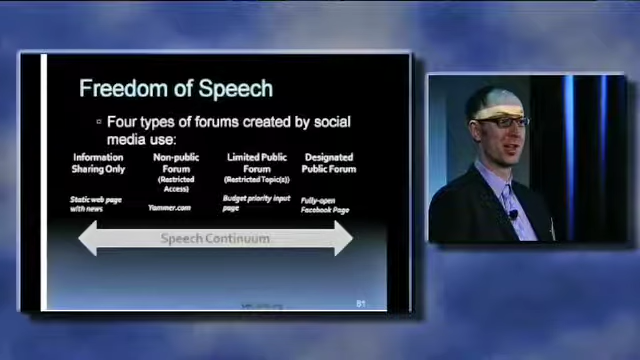 Freedom of Speech
Four types of forums created by social
media use:
Information
Sharing Only
Non-public
Forum
(Restricted
Access)
Limited Public
Forum
(Restricted Topic(s))
Designated
Public Forum
Static web page
with news
Yammer.com
Budget priority input
page
Fully-open
Facebook Page
Speech Continuum
81